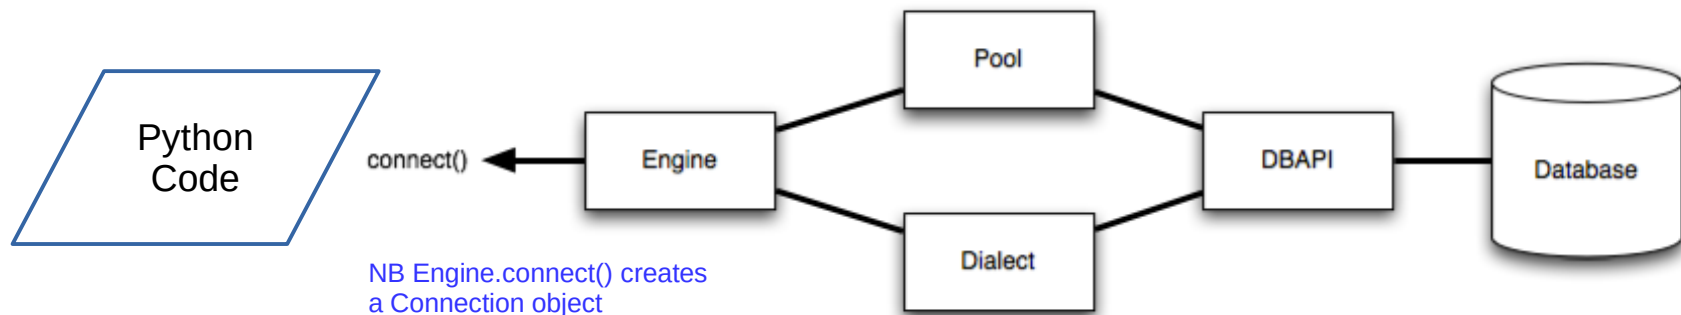 Python
Code
connect()
Engine
Pool
Dialect
DBAPI
Database
NB Engine.connect() creates
a Connection object